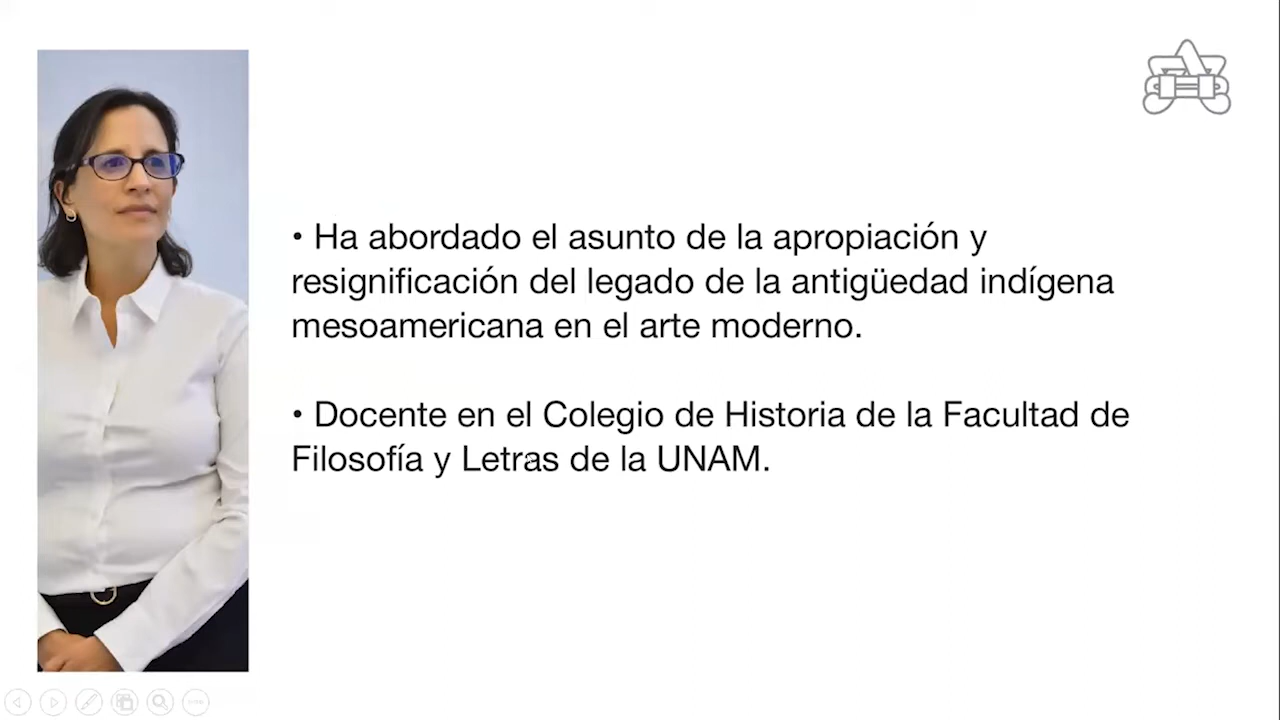 • Ha abordado el asunto de la apropiación y
resignificación del legado de la antigüedad indígena
mesoamericana en el arte moderno.
• Docente en el Colegio de Historia de la Facultad de
Filosofía y Letras de la UNAM.